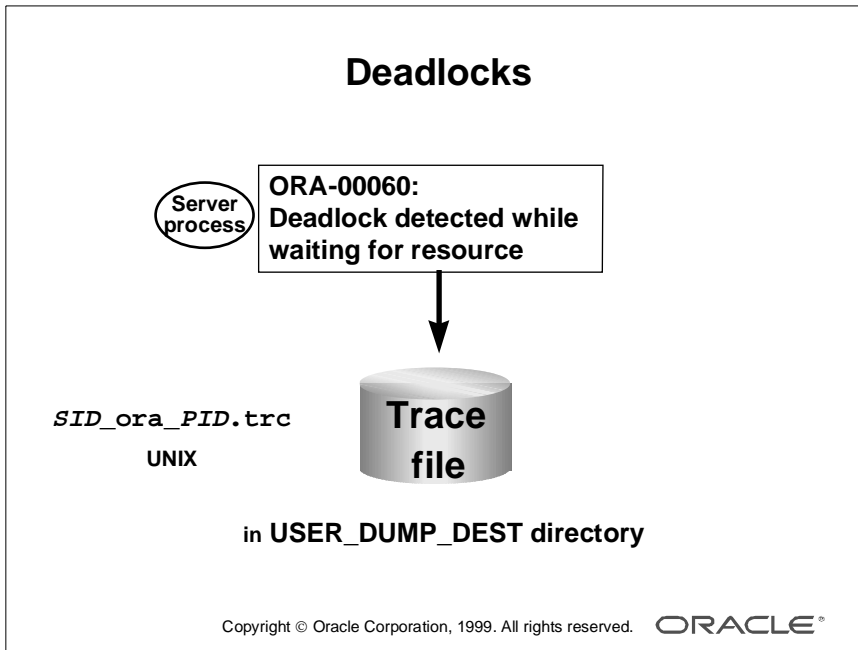 Deadlocks
Server
process
ORA-00060:
Deadlock detected while
waiting for resource
SID_ora_PID.trc
UNIX
Trace
file
in USER_DUMP_DEST directory
Copyright © Oracle Corporation, 1999. All rights reserved. ORACLE®